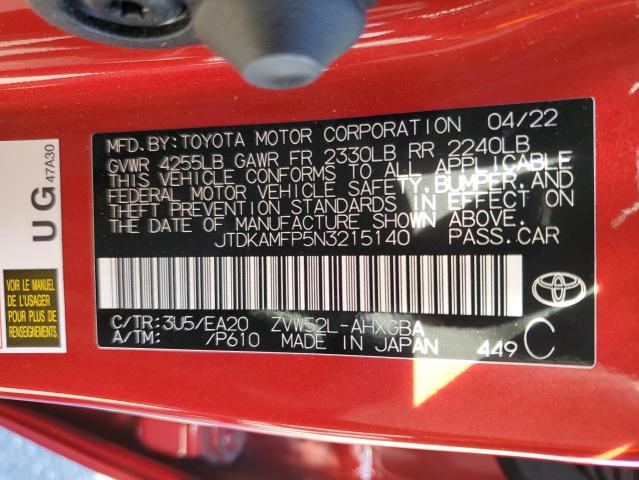 MFD. BY: TOYOTA MOTOR CORPORATION 04/22
GVWR 4255LB GAWR FR 2330LB RR 2240LB
THIS VEHICLE CONFORMS TO ALL APPLICABLE
FEDERAL MOTOR VEHICLE SAFETY, BUMPER, AND
THEFT PREVENTION STANDARDS IN EFFECT ON
THE DATE OF MANUFACTURE SHOWN ABOVE.
JTDKAMFP5N3215140 PASS. CAR
C/TR: 3U5/EA20 ZVW52L-AHXGBA
A/TM: /P610 MADE IN JAPAN 449 C
UG
47A30
MANUEL DE
L'USAGER
POUR PLUS DE
RENSEIGNEMENTS.